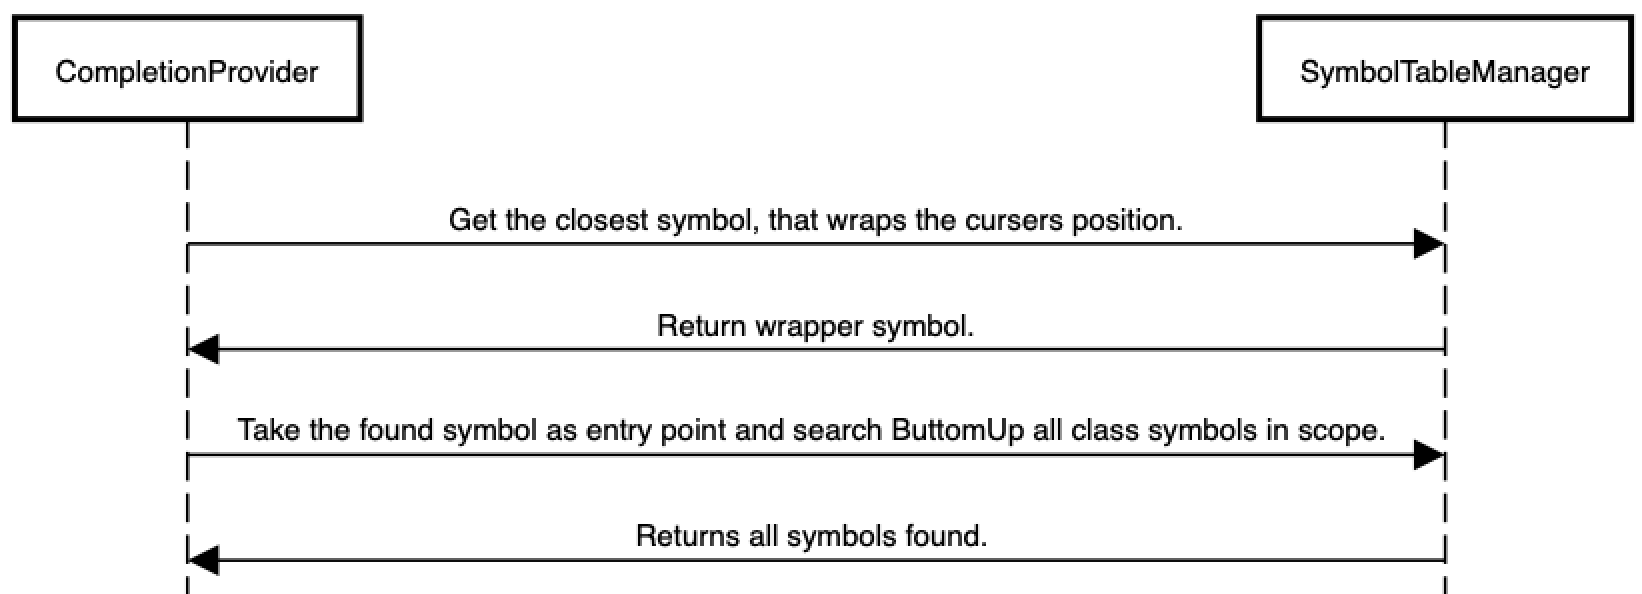 CompletionProvider
SymbolTableManager
Get the closest symbol, that wraps the cursers position.
Return wrapper symbol.
Take the found symbol as entry point and search ButtomUp all class symbols in scope.
Returns all symbols found.